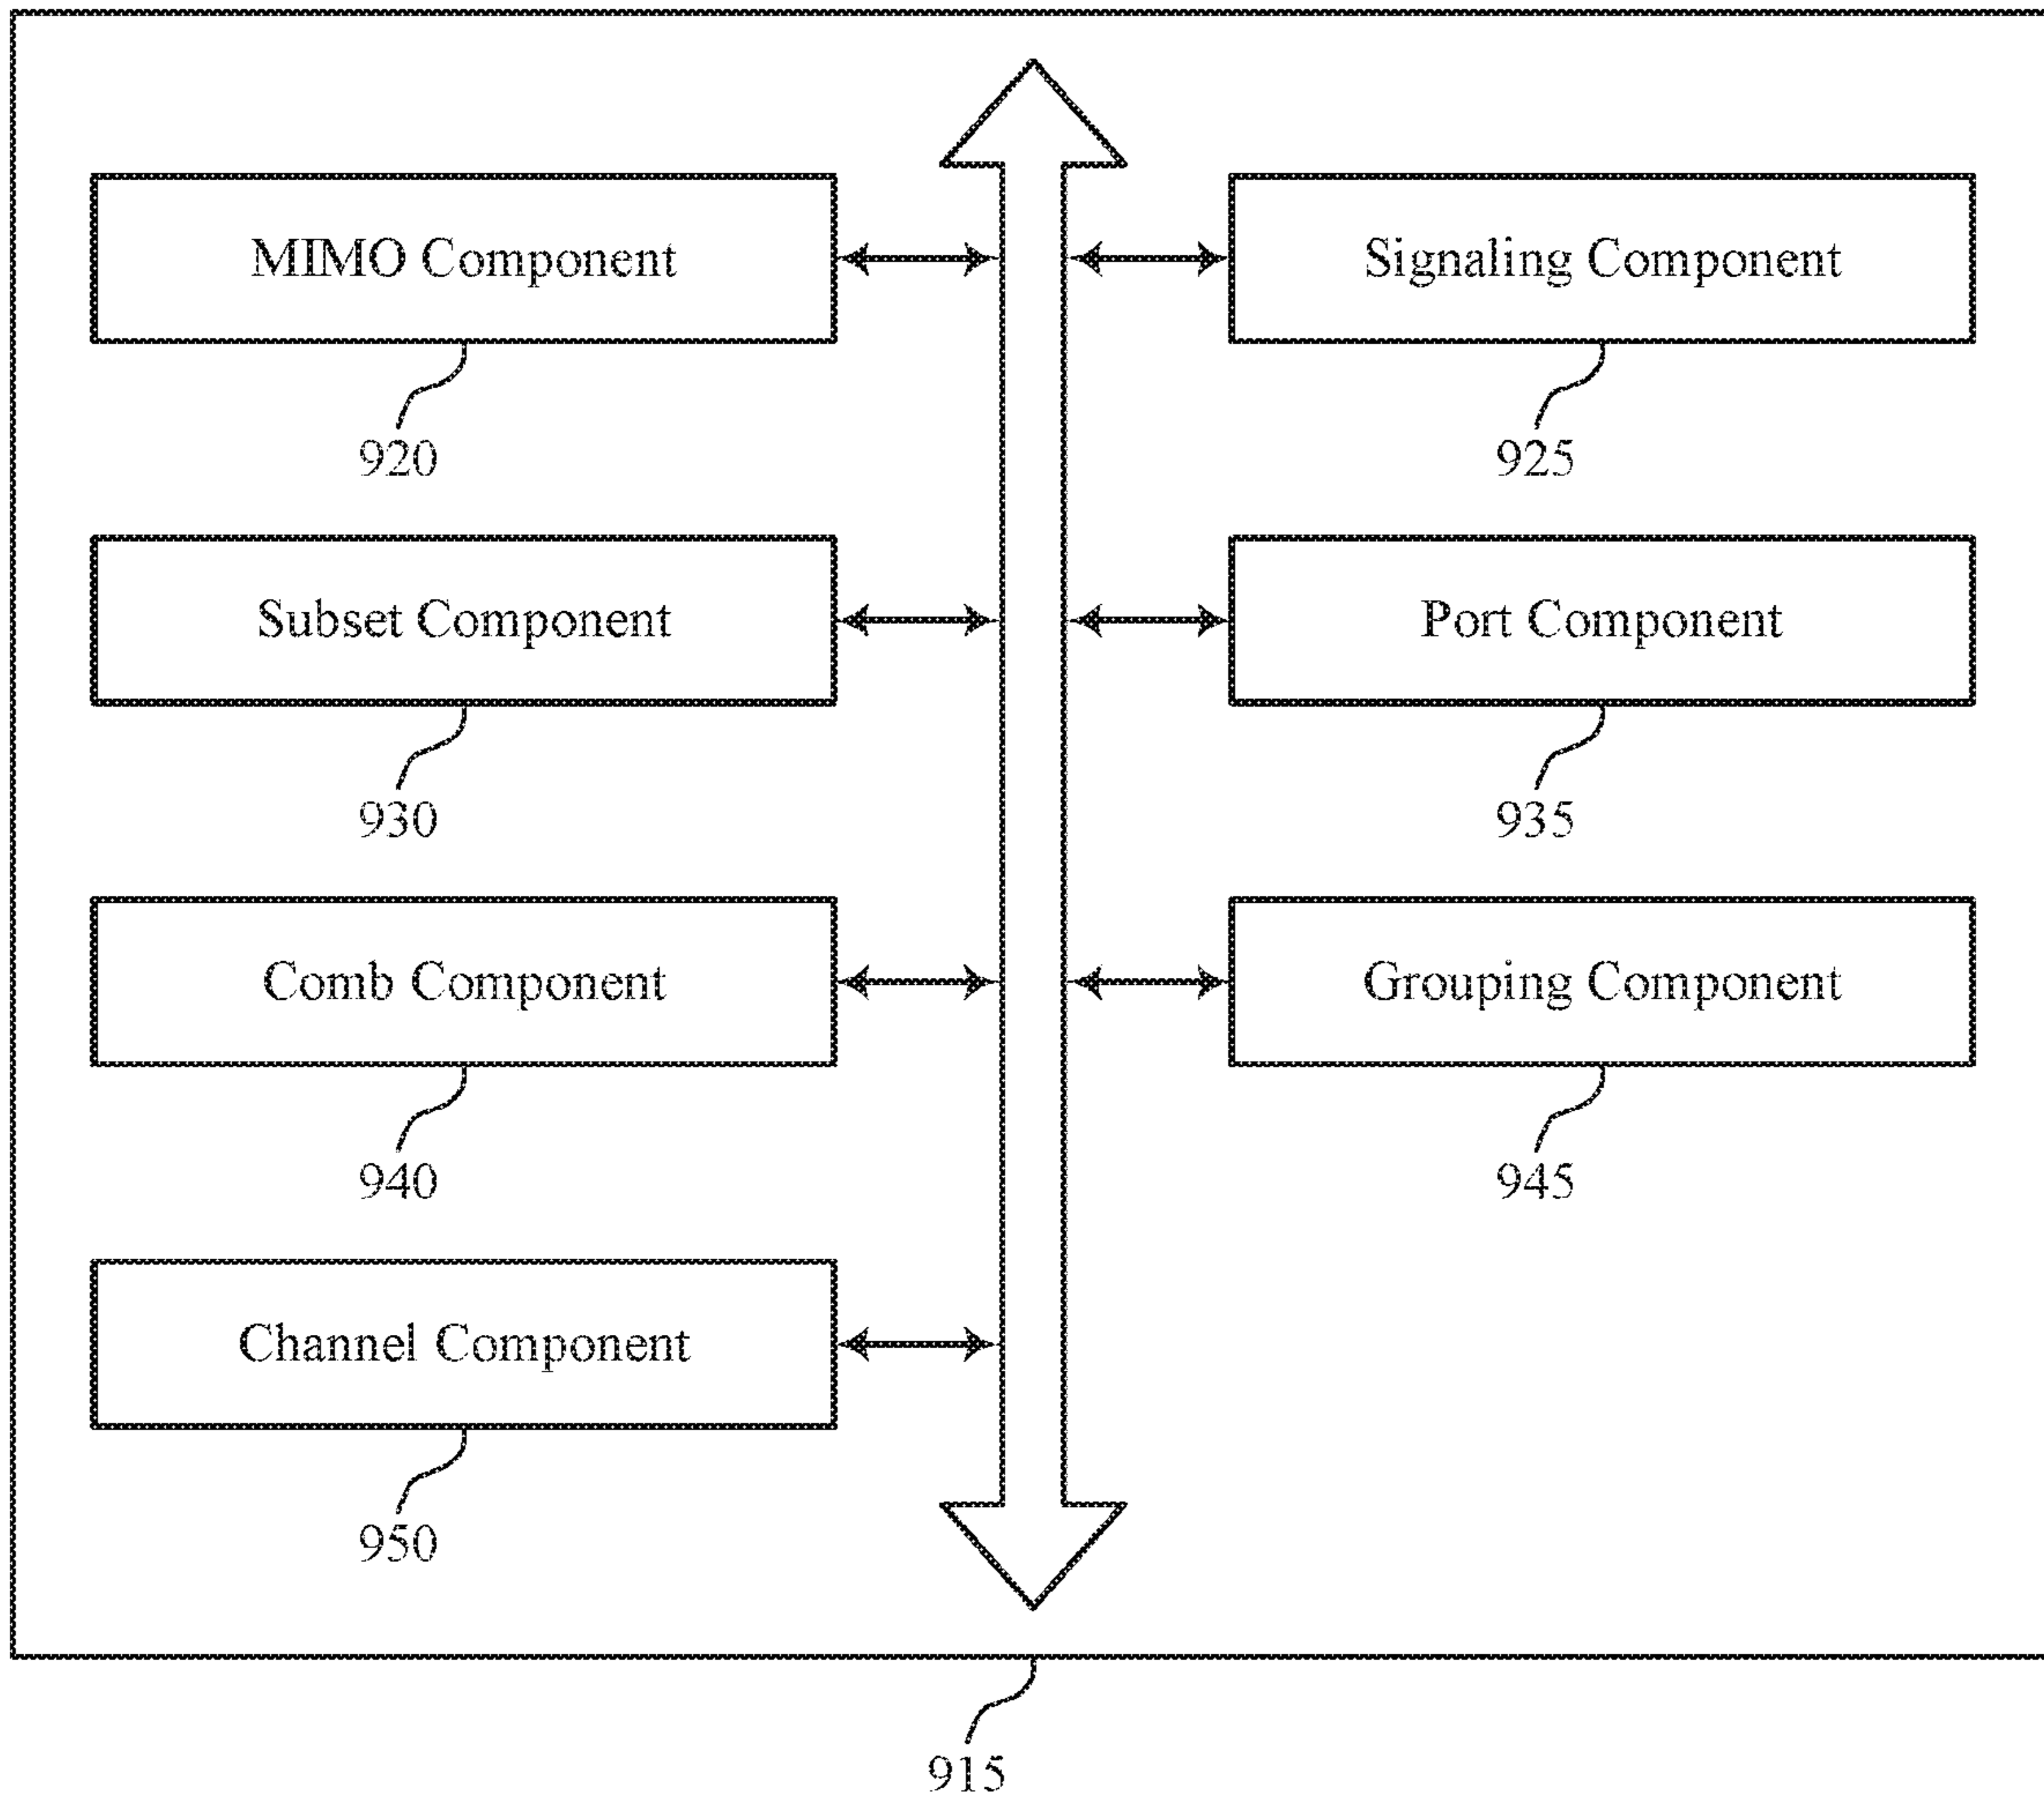 MIMO Component
Signaling Component
920
925
Subset Component
Port Component
930
935
Comb Component
Grouping Component
940
945
Channel Component
950
915